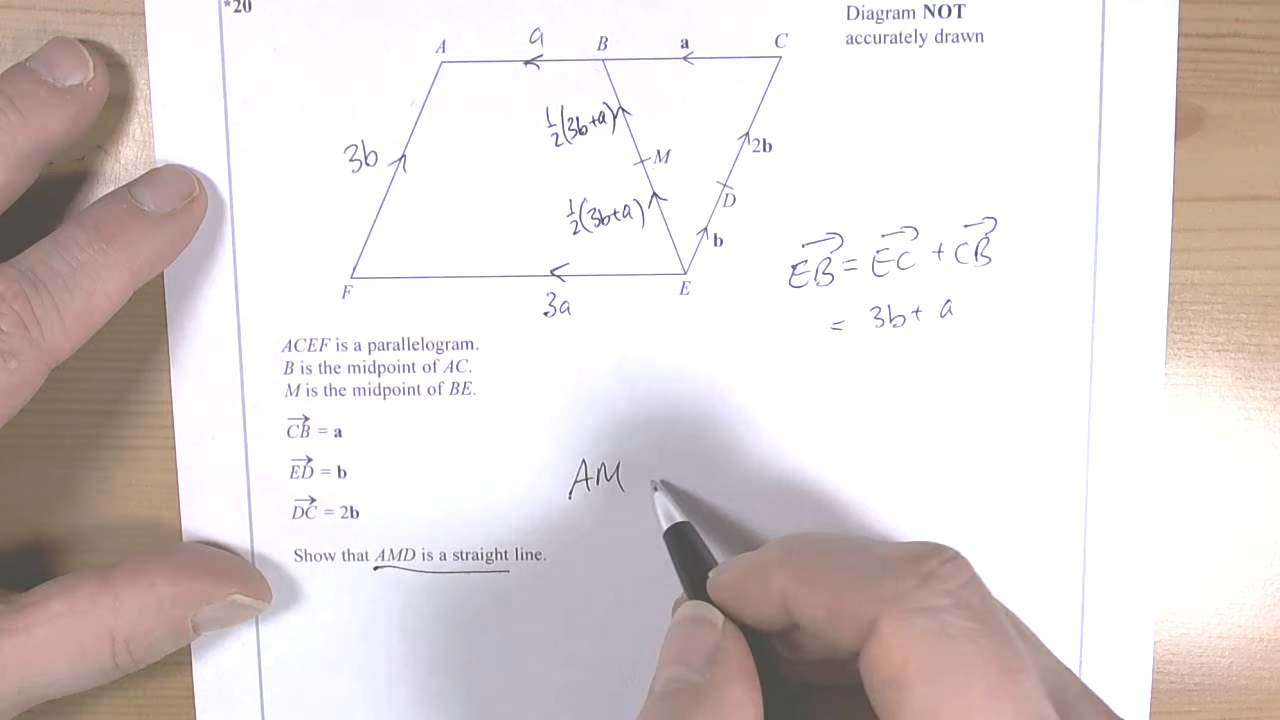 *20
Diagram NOT
accurately drawn
A a B a C
½(3b+a)
3b M 2b
½(3b+a) D
b
F 3a E
EB = EC + CB
= 3b + a
ACEF is a parallelogram.
B is the midpoint of AC.
M is the midpoint of BE.
CB = a
ED = b
DC = 2b
AM
Show that AMD is a straight line.